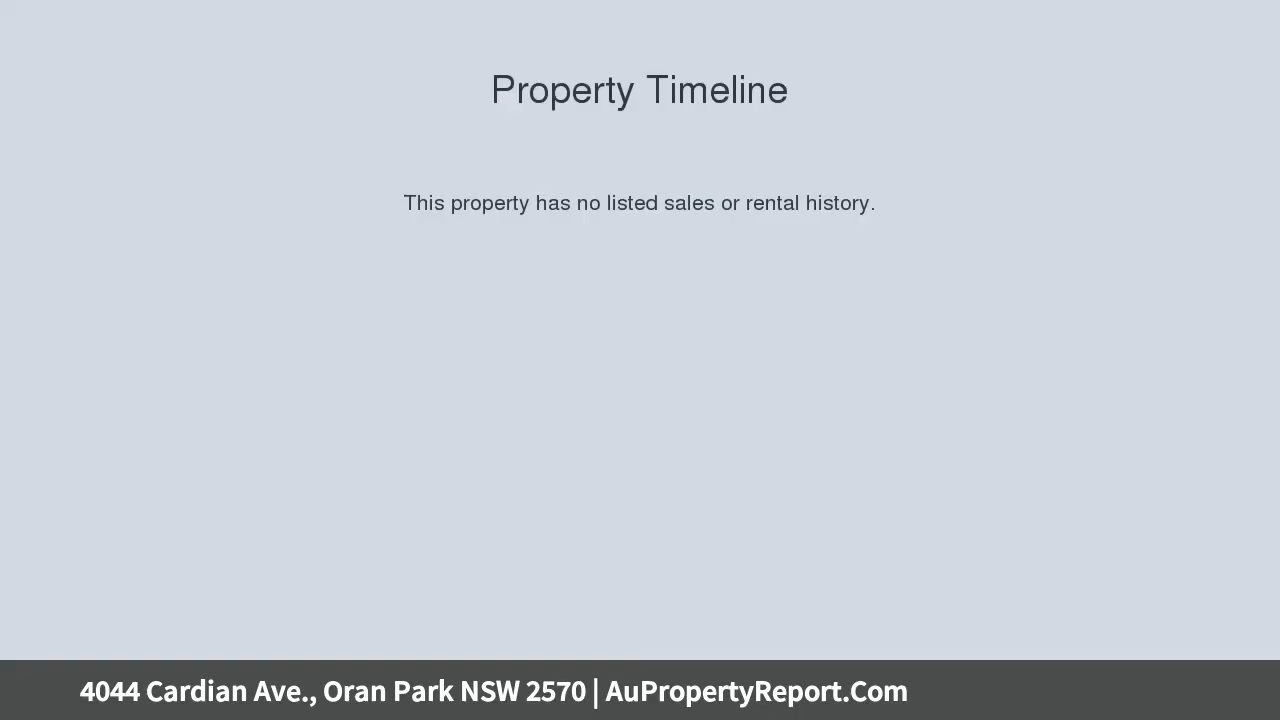 Property Timeline
This property has no listed sales or rental history.
4044 Cardian Ave., Oran Park NSW 2570 | AuPropertyReport.Com